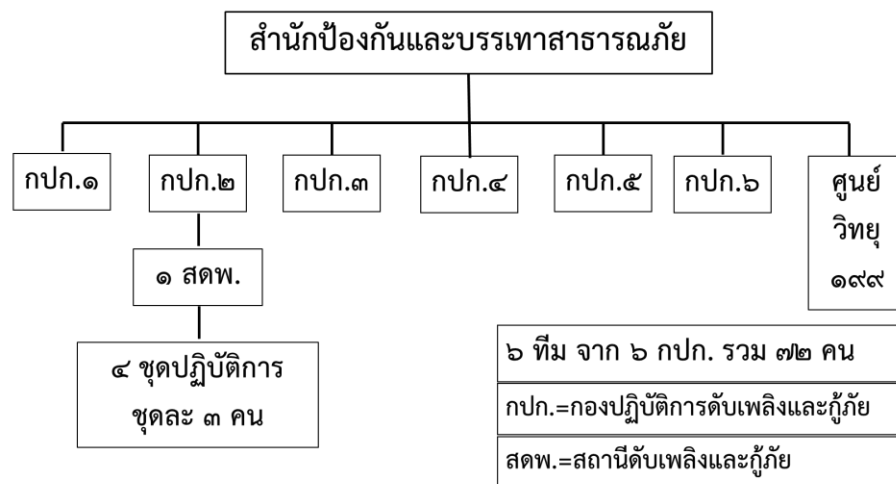 สำนักป้องกันและบรรเทาสาธารณภัย
กปก.๑
กปก.๒
กปก.๓
กปก.๔
กปก.๕
กปก.๖
ศูนย์
วิทยุ
๑๙๙
๑ สดพ.
๔ ชุดปฏิบัติการ
ชุดละ ๓ คน
๖ ทีม จาก ๖ กปก. รวม ๗๒ คน
กปก.=กองปฏิบัติการดับเพลิงและกู้ภัย
สดพ.=สถานีดับเพลิงและกู้ภัย